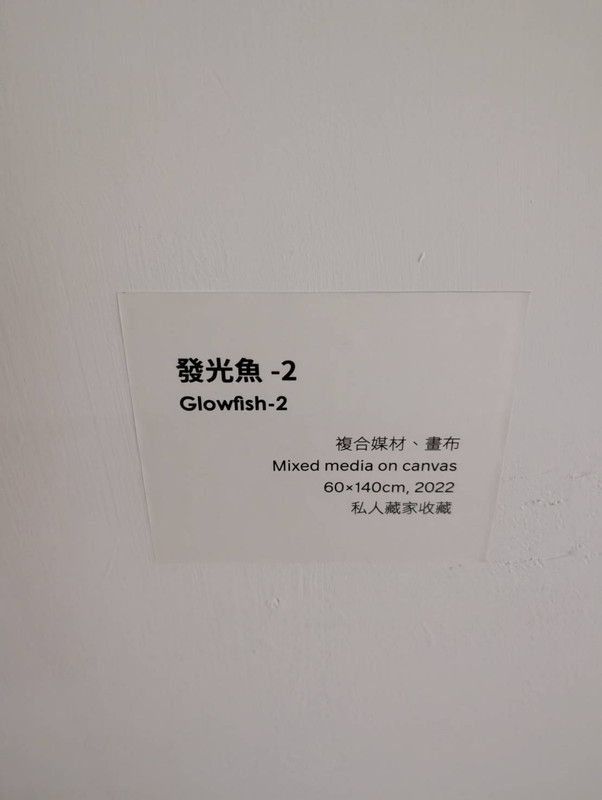 發光魚 -2
Glowfish-2
複合媒材、畫布
Mixed media on canvas
60×140cm, 2022
私人藏家收藏